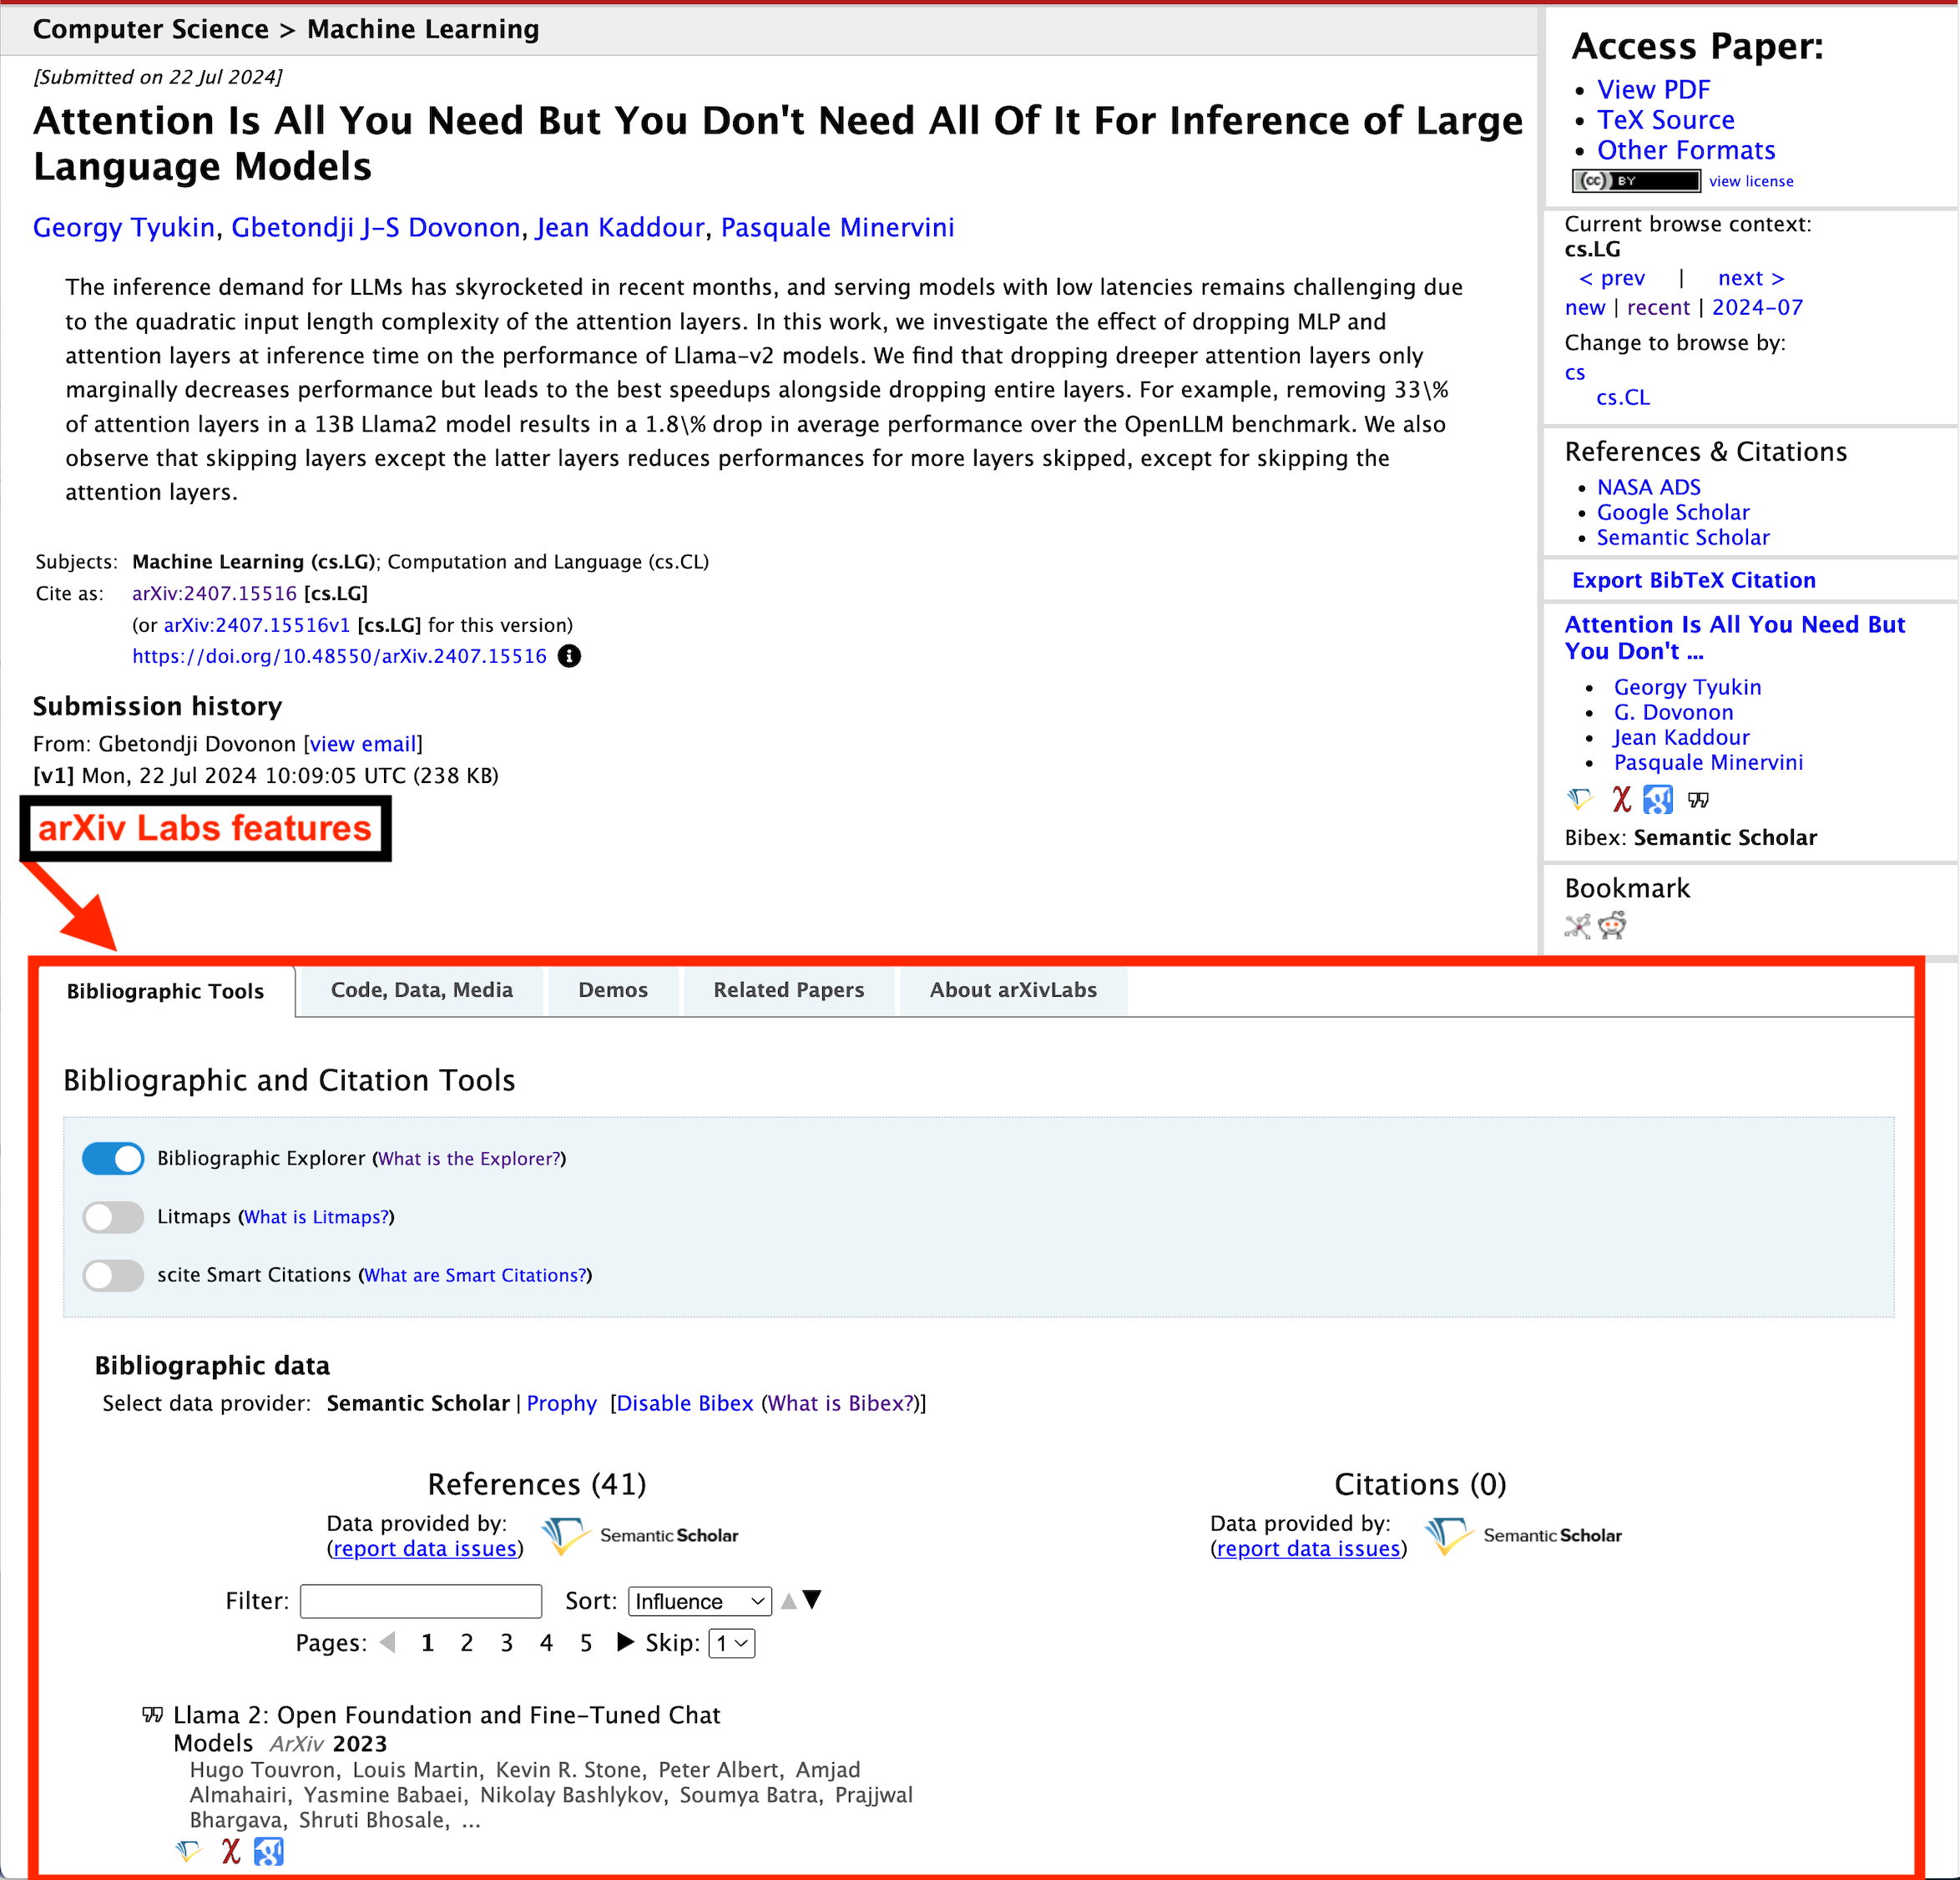 Computer Science > Machine Learning
[Submitted on 22 Jul 2024]
Attention Is All You Need But You Don't Need All Of It For Inference of Large
Language Models
Georgy Tyukin, Gbetondji J-S Dovonon, Jean Kaddour, Pasquale Minervini
The inference demand for LLMs has skyrocketed in recent months, and serving models with low latencies remains challenging due
to the quadratic input length complexity of the attention layers. In this work, we investigate the effect of dropping MLP and
attention layers at inference time on the performance of Llama-v2 models. We find that dropping dreeper attention layers only
marginally decreases performance but leads to the best speedups alongside dropping entire layers. For example, removing 33\%
of attention layers in a 13B Llama2 model results in a 1.8\% drop in average performance over the OpenLLM benchmark. We also
observe that skipping layers except the latter layers reduces performances for more layers skipped, except for skipping the
attention layers.
Subjects: Machine Learning (cs.LG); Computation and Language (cs.CL)
Cite as: arXiv:2407.15516 [cs.LG]
(or arXiv:2407.15516v1 [cs.LG] for this version)
https://doi.org/10.48550/arXiv.2407.15516
Submission history
From: Gbetondji Dovonon [view email]
[v1] Mon, 22 Jul 2024 10:09:05 UTC (238 KB)
Access Paper:
View PDF
TeX Source
Other Formats
(cc) BY view license
Current browse context:
cs.LG
< prev | next >
new | recent | 2024-07
Change to browse by:
cs
cs.CL
References & Citations
NASA ADS
Google Scholar
Semantic Scholar
Export BibTeX Citation
Attention Is All You Need But
You Don't ...
Georgy Tyukin
G. Dovonon
Jean Kaddour
Pasquale Minervini
Bibex: Semantic Scholar
Bookmark
arXiv Labs features
Bibliographic Tools Code, Data, Media Demos Related Papers About arXivLabs
Bibliographic and Citation Tools
Bibliographic Explorer (What is the Explorer?)
Litmaps (What is Litmaps?)
scite Smart Citations (What are Smart Citations?)
Bibliographic data
Select data provider: Semantic Scholar | Prophy [Disable Bibex (What is Bibex?)]
References (41)
Data provided by:
(report data issues)
Semantic Scholar
Filter: Sort: Influence
Pages: 1 2 3 4 5 Skip: 1
Llama 2: Open Foundation and Fine-Tuned Chat
Models ArXiv 2023
Hugo Touvron, Louis Martin, Kevin R. Stone, Peter Albert, Amjad
Almahairi, Yasmine Babaei, Nikolay Bashlykov, Soumya Batra, Prajjwal
Bhargava, Shruti Bhosale, ...
Citations (0)
Data provided by:
(report data issues)
Semantic Scholar